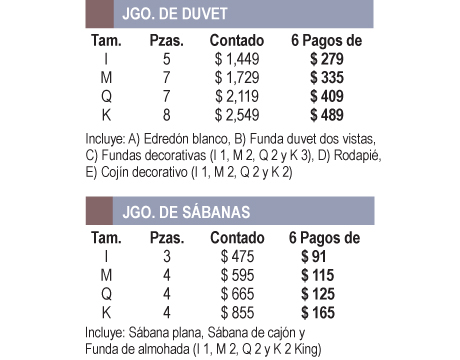 JGO. DE DUVET
Tam. Pzas. Contado 6 Pagos de
I 5 $ 1,449 $ 279
M 7 $ 1,729 $ 335
Q 7 $ 2,119 $ 409
K 8 $ 2,549 $ 489
Incluye: A) Edredón blanco, B) Funda duvet dos vistas,
C) Fundas decorativas (I 1, M 2, Q 2 y K 3), D) Rodapié,
E) Cojín decorativo (I 1, M 2, Q 2 y K 2)
JGO. DE SÁBANAS
Tam. Pzas. Contado 6 Pagos de
I 3 $ 475 $ 91
M 4 $ 595 $ 115
Q 4 $ 665 $ 125
K 4 $ 855 $ 165
Incluye: Sábana plana, Sábana de cajón y
Funda de almohada (I 1, M 2, Q 2 y K 2 King)